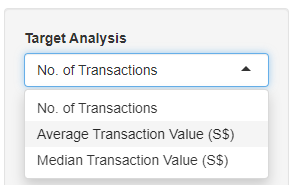 Target Analysis
No. of Transactions
No. of Transactions
Average Transaction Value (S$)
Median Transaction Value (S$)